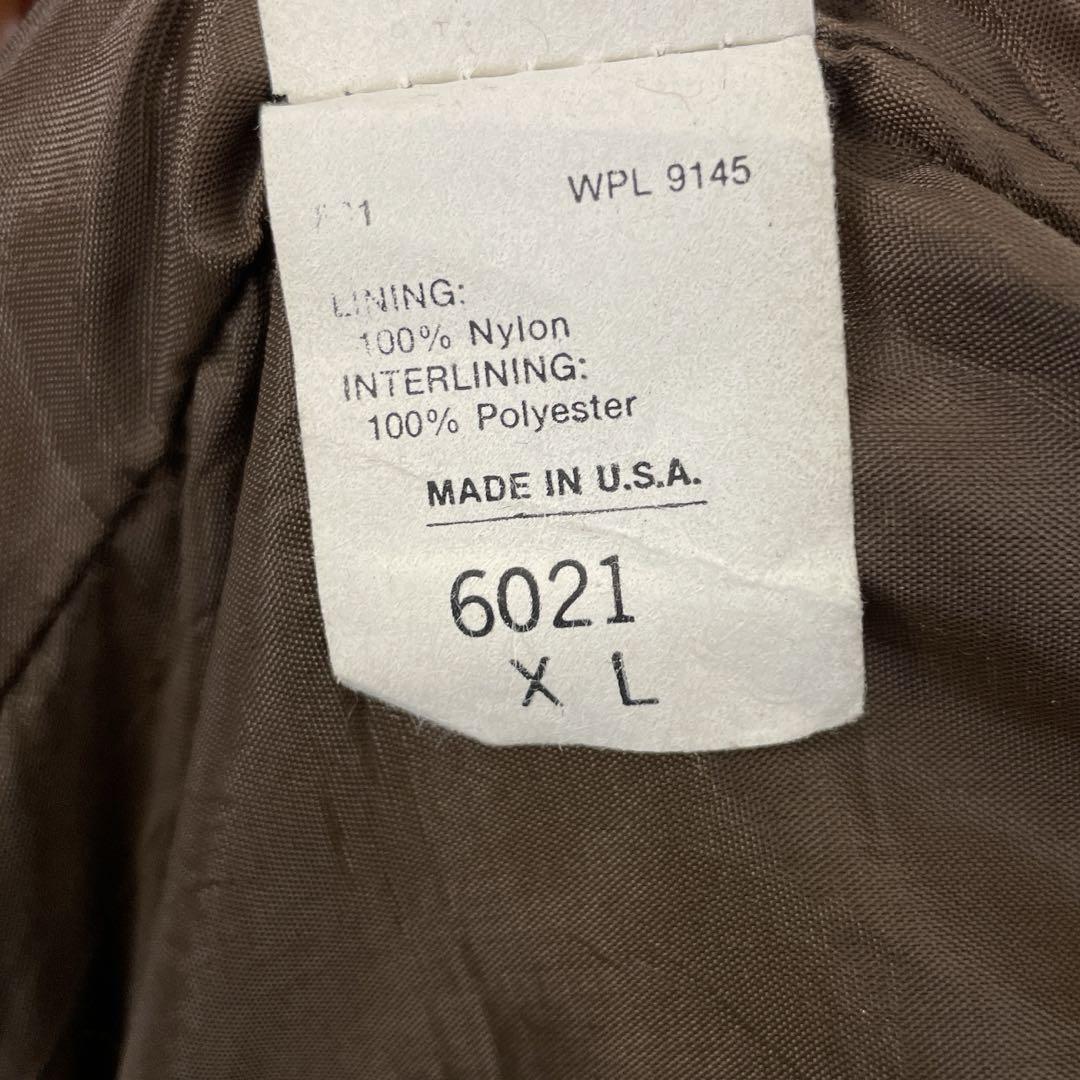 WPL 9145
LINING:
100% Nylon
INTERLINING:
100% Polyester
MADE IN U.S.A.
6021
X L